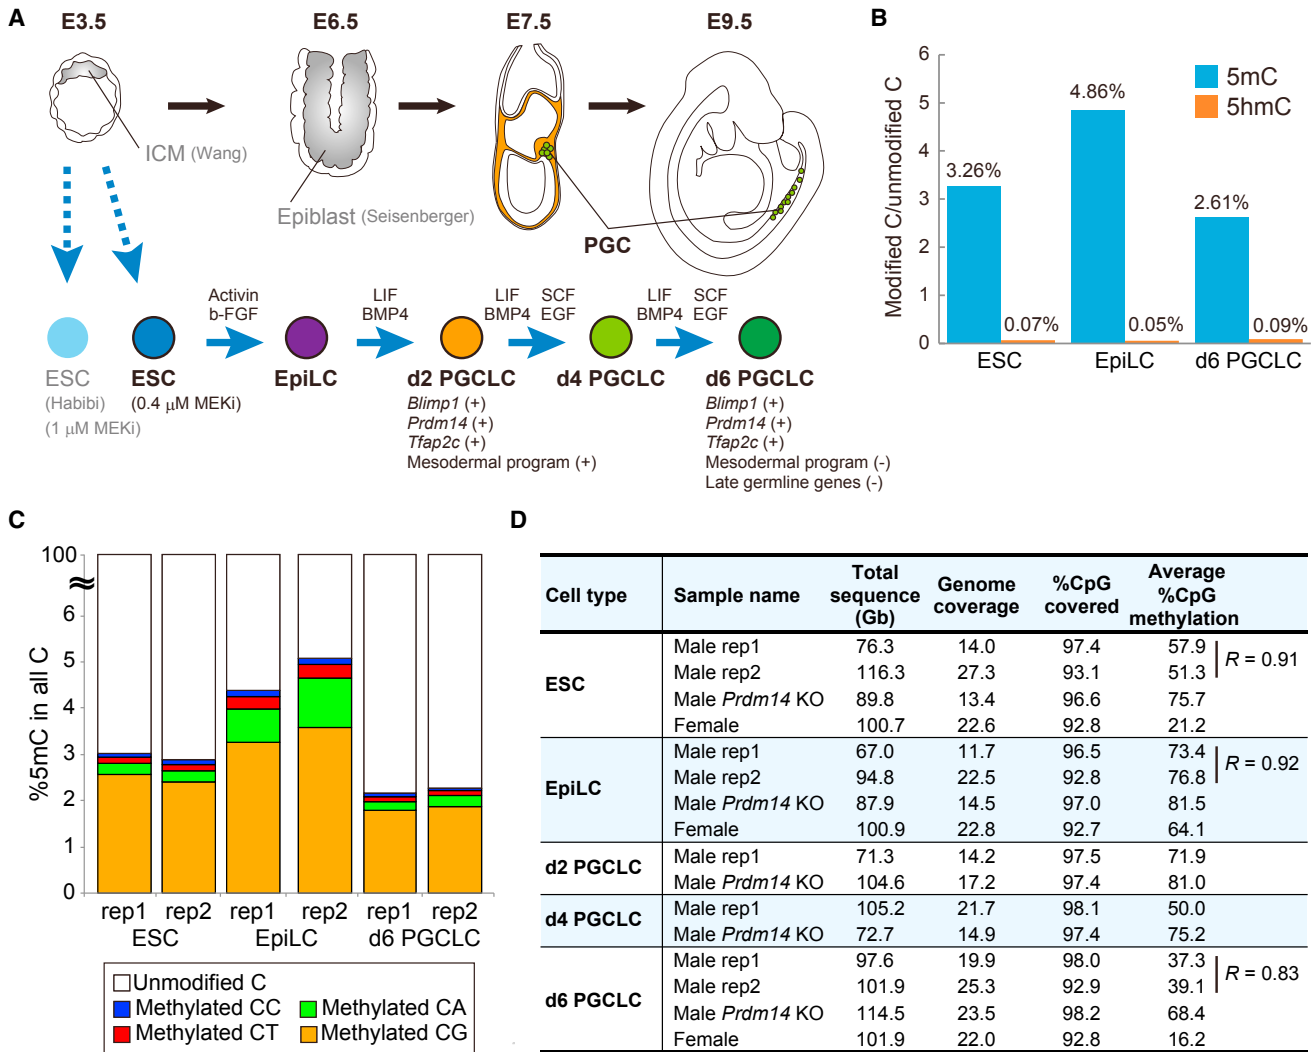 A
E3.5
E6.5
E7.5
E9.5
ICM (Wang)
Epiblast (Seisenberger)
PGC
Activin
b-FGF
LIF
BMP4
LIF
BMP4
SCF
EGF
LIF
BMP4
SCF
EGF
ESC
(Habibi)
(1 μM MEKi)
ESC
(0.4 μM MEKi)
EpiLC
d2 PGCLC
Blimp1 (+)
Prdm14 (+)
Tfap2c (+)
Mesodermal program (+)
d4 PGCLC
d6 PGCLC
Blimp1 (+)
Prdm14 (+)
Tfap2c (+)
Mesodermal program (-)
Late germline genes (-)
B
Modified C/unmodified C
6
5
4
3
2
1
0
5mC
5hmC
3.26%
0.07%
4.86%
0.05%
2.61%
0.09%
ESC
EpiLC
d6 PGCLC
C
%5mC in all C
100
6
5
4
3
2
1
0
rep1 rep2 rep1 rep2 rep1 rep2
ESC EpiLC d6 PGCLC
Unmodified C
Methylated CC
Methylated CA
Methylated CT
Methylated CG
D
Cell type Sample name Total sequence (Gb) Genome coverage %CpG covered Average %CpG methylation
ESC
Male rep1 76.3 14.0 97.4 57.9
Male rep2 116.3 27.3 93.1 51.3
R = 0.91
Male Prdm14 KO 89.8 13.4 96.6 75.7
Female 100.7 22.6 92.8 21.2
EpiLC
Male rep1 67.0 11.7 96.5 73.4
Male rep2 94.8 22.5 92.8 76.8
R = 0.92
Male Prdm14 KO 87.9 14.5 97.0 81.5
Female 100.9 22.8 92.7 64.1
d2 PGCLC
Male rep1 71.3 14.2 97.5 71.9
Male Prdm14 KO 104.6 17.2 97.4 81.0
d4 PGCLC
Male rep1 105.2 21.7 98.1 50.0
Male Prdm14 KO 72.7 14.9 97.4 75.2
d6 PGCLC
Male rep1 97.6 19.9 98.0 37.3
Male rep2 101.9 25.3 92.9 39.1
R = 0.83
Male Prdm14 KO 114.5 23.5 98.2 68.4
Female 101.9 22.0 92.8 16.2